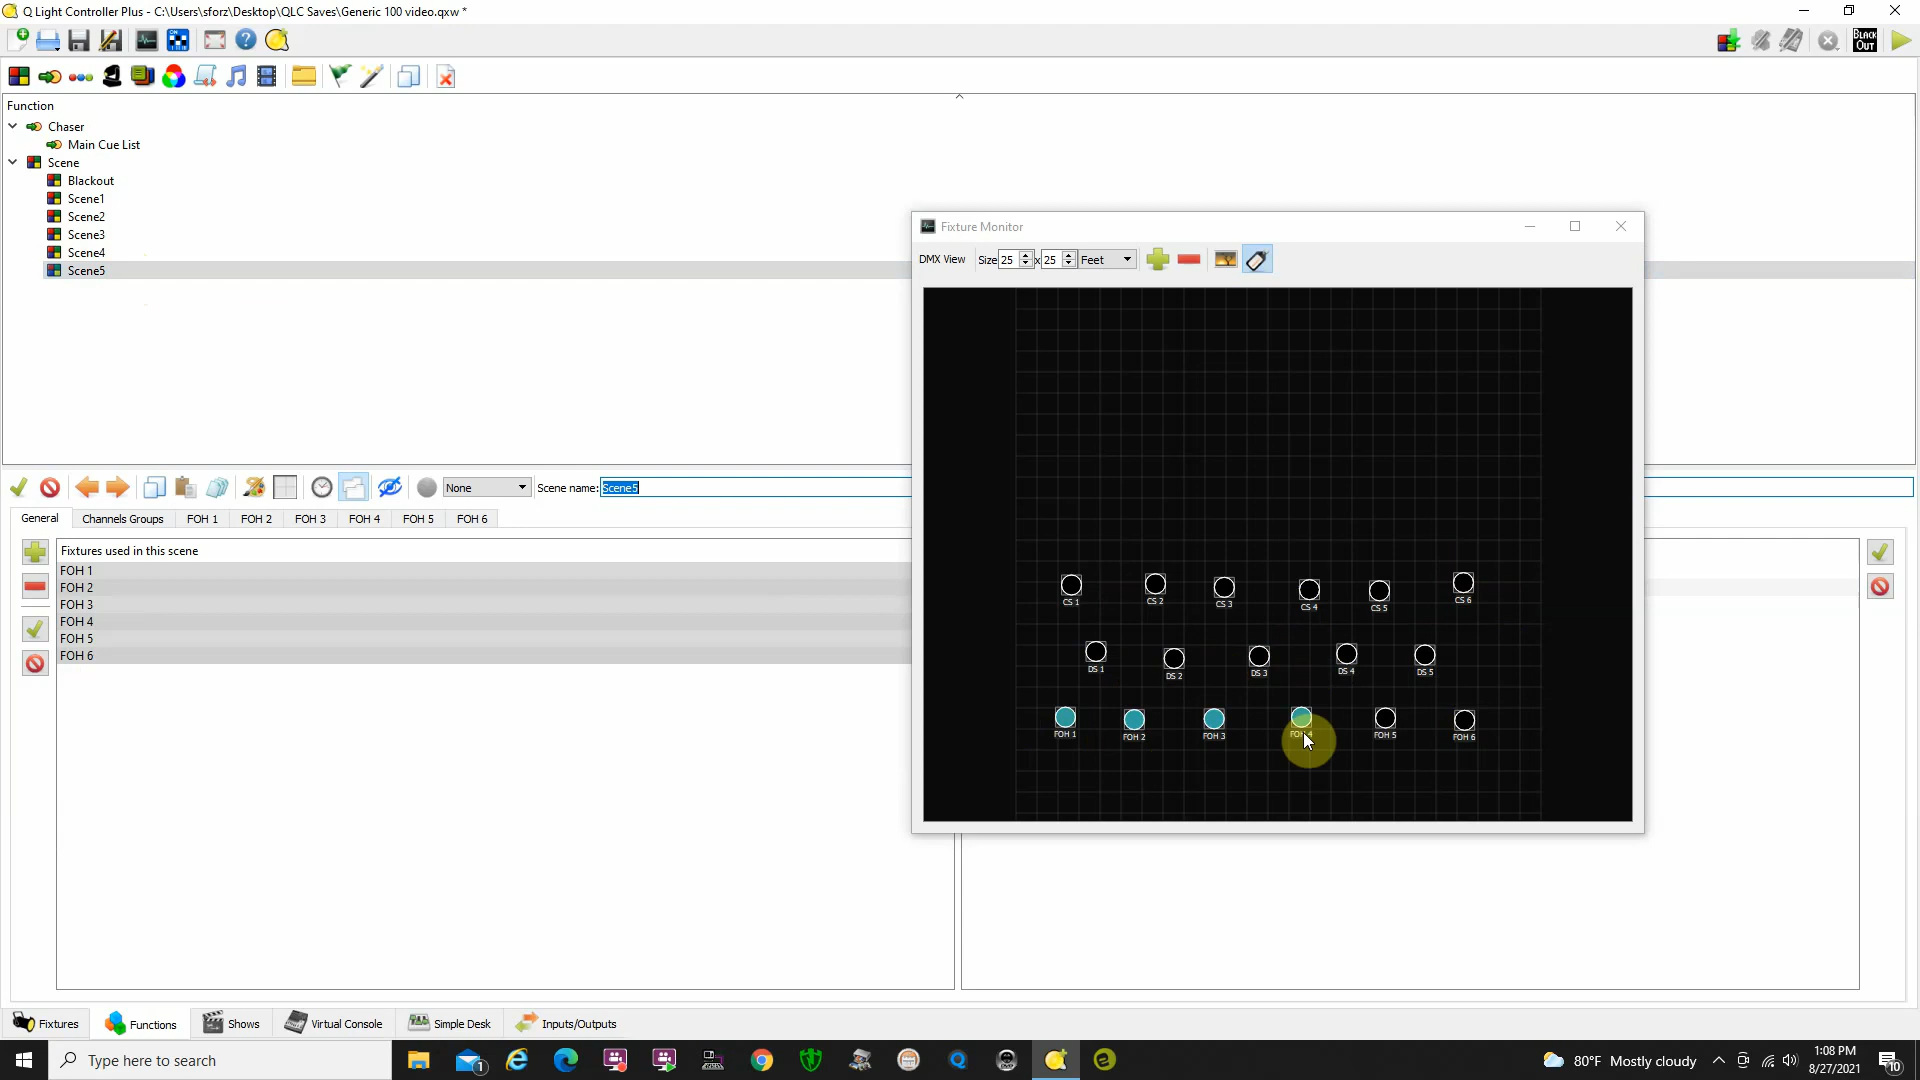 Q Light Controller Plus - C:\Users\sforz\Desktop\QLC Saves\Generic 100 video.qxw *
BLACK
OUT
Function
Chaser
Main Cue List
Scene
Blackout
Scene1
Scene2
Scene3
Scene4
Scene5
Fixture Monitor
DMX View Size 25 x 25 Feet
CS 1 CS 2 CS 3 CS 4 CS 5 CS 6
DS 1 DS 2 DS 3 DS 4 DS 5
FOH 1 FOH 2 FOH 3 FOH 4 FOH 5 FOH 6
None Scene name: Scene5
General Channels Groups FOH 1 FOH 2 FOH 3 FOH 4 FOH 5 FOH 6
Fixtures used in this scene
FOH 1
FOH 2
FOH 3
FOH 4
FOH 5
FOH 6
Fixtures Functions Shows Virtual Console Simple Desk Inputs/Outputs
Type here to search
1
80°F Mostly cloudy
1:08 PM
8/27/2021
10